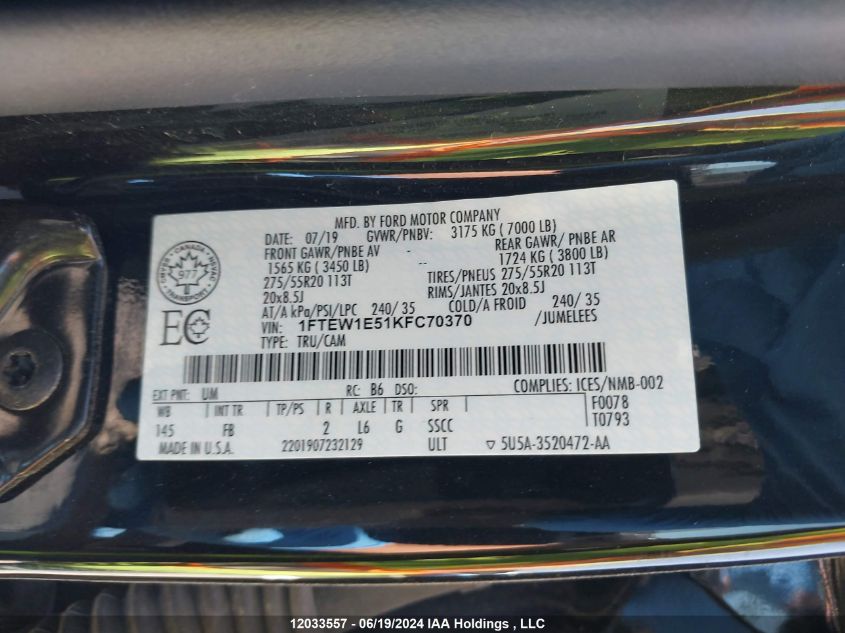 MFD. BY FORD MOTOR COMPANY
DATE: 07/19 GVWR/PNBV: 3175 KG ( 7000 LB)
FRONT GAWR/PNBE AV -- REAR GAWR/ PNBE AR
1565 KG ( 3450 LB) 1724 KG ( 3800 LB)
275/55R20 113T TIRES/PNEUS 275/55R20 113T
20x8.5J RIMS/JANTES 20x8.5J
AT/A kPa/PSI/LPC 240/ 35 COLD/A FROID 240/ 35
VIN: 1FTEW1E51KFC70370 /JUMELEES
TYPE: TRU/CAM
CANADA
977
TRANSPORT
EC
EXT PNT: UM RC: B6 DSO: COMPLIES: ICES/NMB-002
WB INT TR TP/PS R AXLE TR SPR F0078
145 FB 2 L6 G SSCC T0793
MADE IN U.S.A. 2201907232129 ULT ▽ 5U5A-3520472-AA
12033557 - 06/19/2024 IAA Holdings , LLC